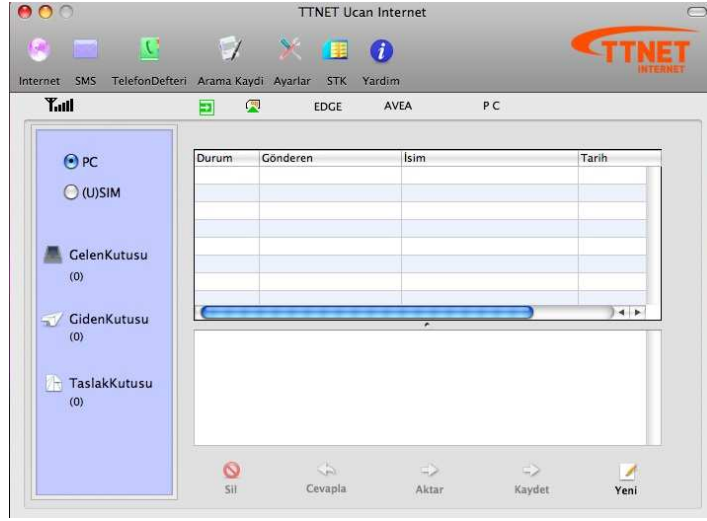 TTNET Ucan Internet
Internet SMS TelefonDefteri Arama Kaydi Ayarlar STK Yardim
TTNET
INTERNET
EDGE AVEA P C
PC
(U)SIM
GelenKutusu
(0)
GidenKutusu
(0)
TaslakKutusu
(0)
Durum Gönderen İsim Tarih
Sil Cevapla Aktar Kaydet Yeni